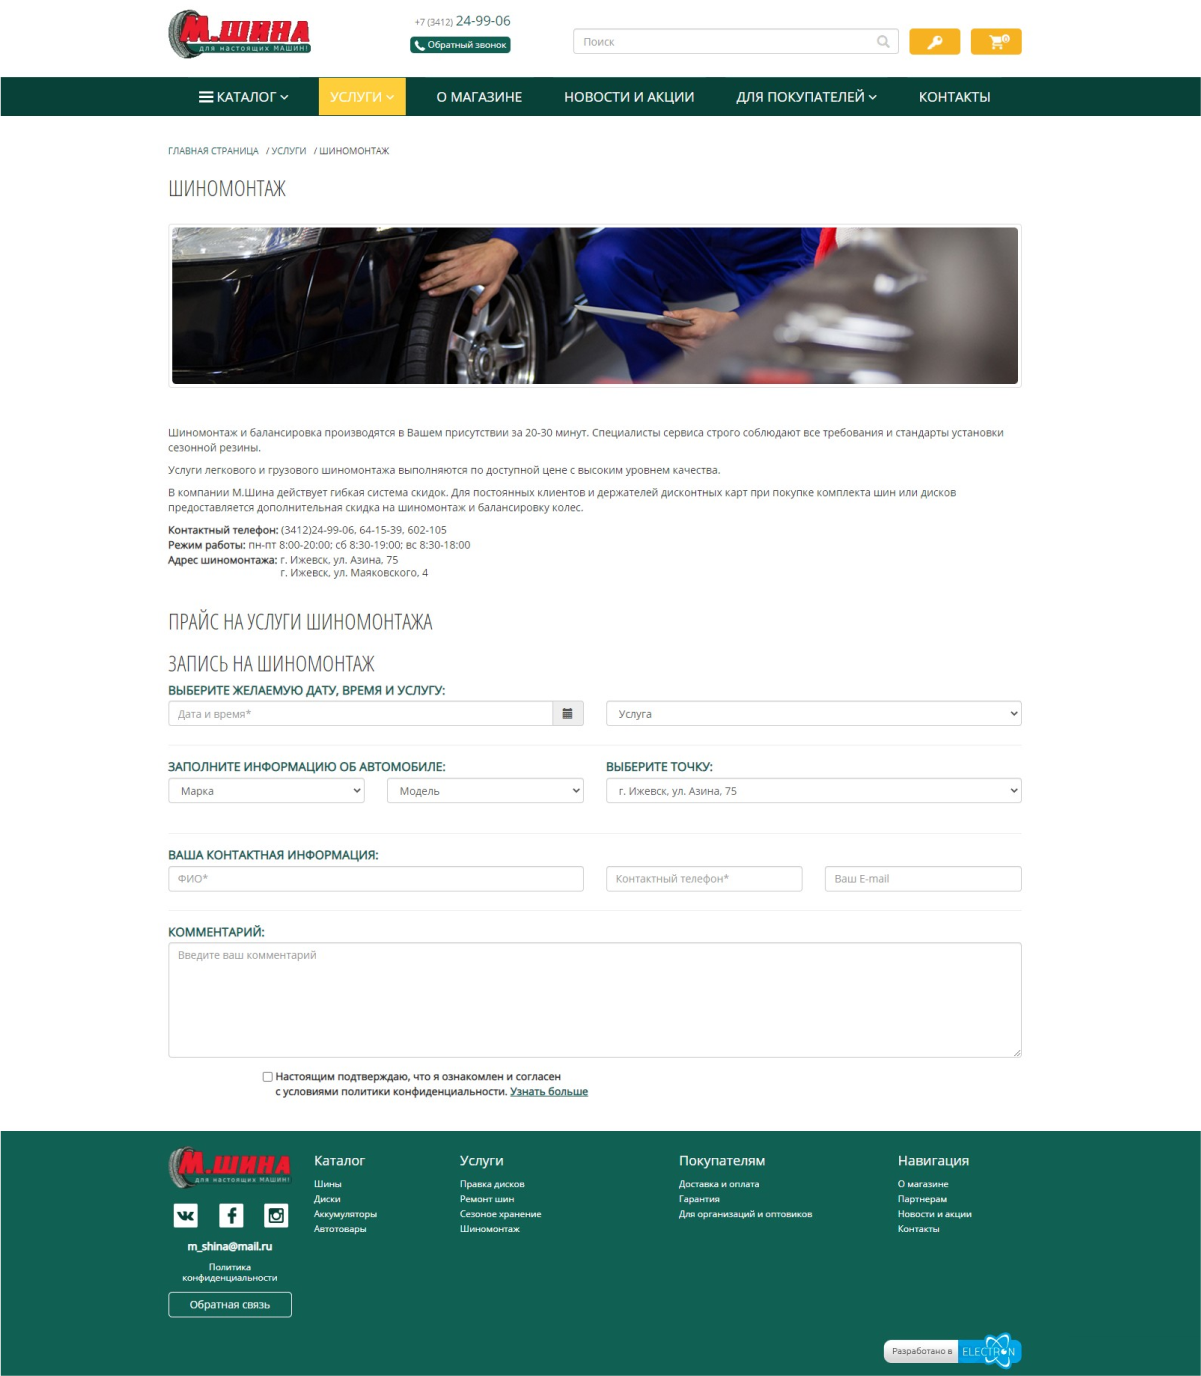 М.ШИНА
ДЛЯ НАСТОЯЩИХ МАШИН!
+7 (3412) 24-99-06
Обратный звонок
Поиск
0
КАТАЛОГ
УСЛУГИ
О МАГАЗИНЕ
НОВОСТИ И АКЦИИ
ДЛЯ ПОКУПАТЕЛЕЙ
КОНТАКТЫ
ГЛАВНАЯ СТРАНИЦА / УСЛУГИ / ШИНОМОНТАЖ
ШИНОМОНТАЖ
Шиномонтаж и балансировка производятся в Вашем присутствии за 20-30 минут. Специалисты сервиса строго соблюдают все требования и стандарты установки
сезонной резины.
Услуги легкового и грузового шиномонтажа выполняются по доступной цене с высоким уровнем качества.
В компании М.Шина действует гибкая система скидок. Для постоянных клиентов и держателей дисконтных карт при покупке комплекта шин или дисков
предоставляется дополнительная скидка на шиномонтаж и балансировку колес.
Контактный телефон: (3412)24-99-06, 64-15-39, 602-105
Режим работы: пн-пт 8:00-20:00; сб 8:30-19:00; вс 8:30-18:00
Адрес шиномонтажа: г. Ижевск, ул. Азина, 75
г. Ижевск, ул. Маяковского, 4
ПРАЙС НА УСЛУГИ ШИНОМОНТАЖА
ЗАПИСЬ НА ШИНОМОНТАЖ
ВЫБЕРИТЕ ЖЕЛАЕМУЮ ДАТУ, ВРЕМЯ И УСЛУГУ:
Дата и время*
Услуга
ЗАПОЛНИТЕ ИНФОРМАЦИЮ ОБ АВТОМОБИЛЕ:
ВЫБЕРИТЕ ТОЧКУ:
Марка
Модель
г. Ижевск, ул. Азина, 75
ВАША КОНТАКТНАЯ ИНФОРМАЦИЯ:
ФИО*
Контактный телефон*
Ваш E-mail
КОММЕНТАРИЙ:
Введите ваш комментарий
Настоящим подтверждаю, что я ознакомлен и согласен
с условиями политики конфиденциальности. Узнать больше
М.ШИНА
ДЛЯ НАСТОЯЩИХ МАШИН!
m_shina@mail.ru
Политика
конфиденциальности
Обратная связь
Каталог
Шины
Диски
Аккумуляторы
Автотовары
Услуги
Правка дисков
Ремонт шин
Сезоное хранение
Шиномонтаж
Покупателям
Доставка и оплата
Гарантия
Для организаций и оптовиков
Навигация
О магазине
Партнерам
Новости и акции
Контакты
Разработано в ELECTRON